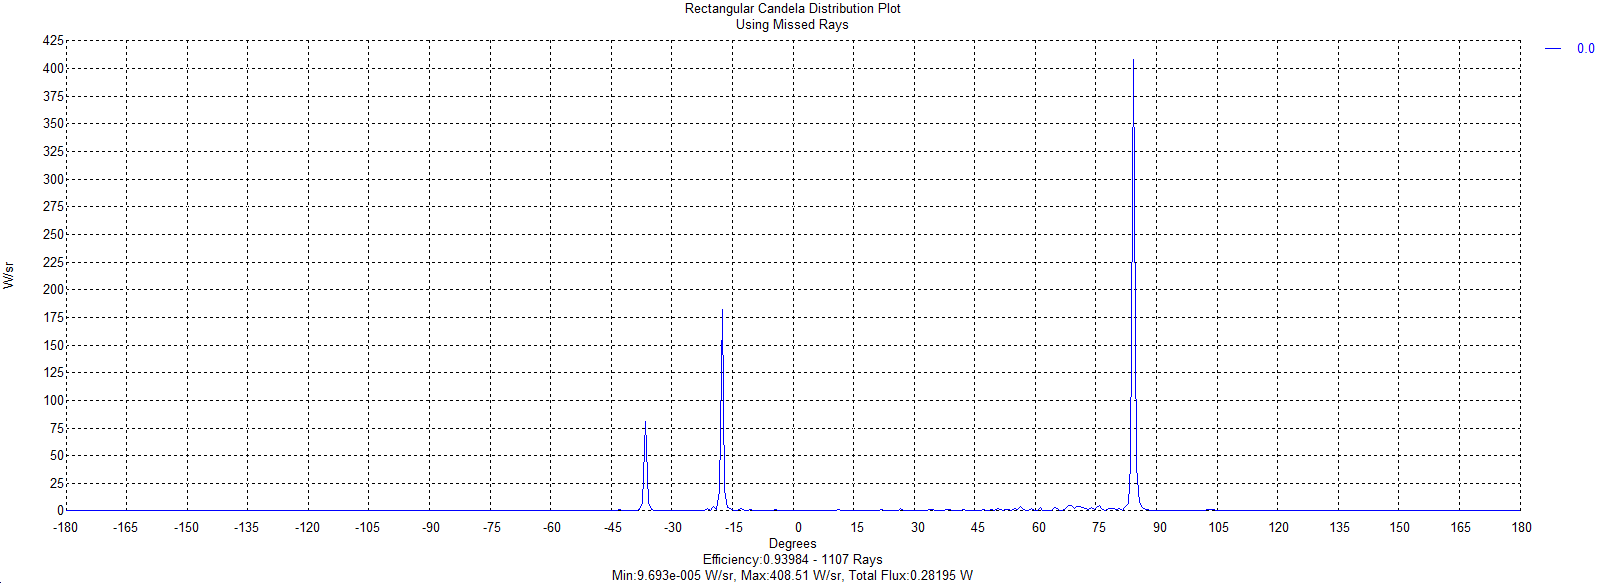 Rectangular Candela Distribution Plot
Using Missed Rays
425
400
375
350
325
300
275
250
225
200
175
150
125
100
75
50
25
0
W/sr
-180 -165 -150 -135 -120 -105 -90 -75 -60 -45 -30 -15 0 15 30 45 60 75 90 105 120 135 150 165 180
Degrees
Efficiency:0.93984 - 1107 Rays
Min:9.693e-005 W/sr, Max:408.51 W/sr, Total Flux:0.28195 W
0.0